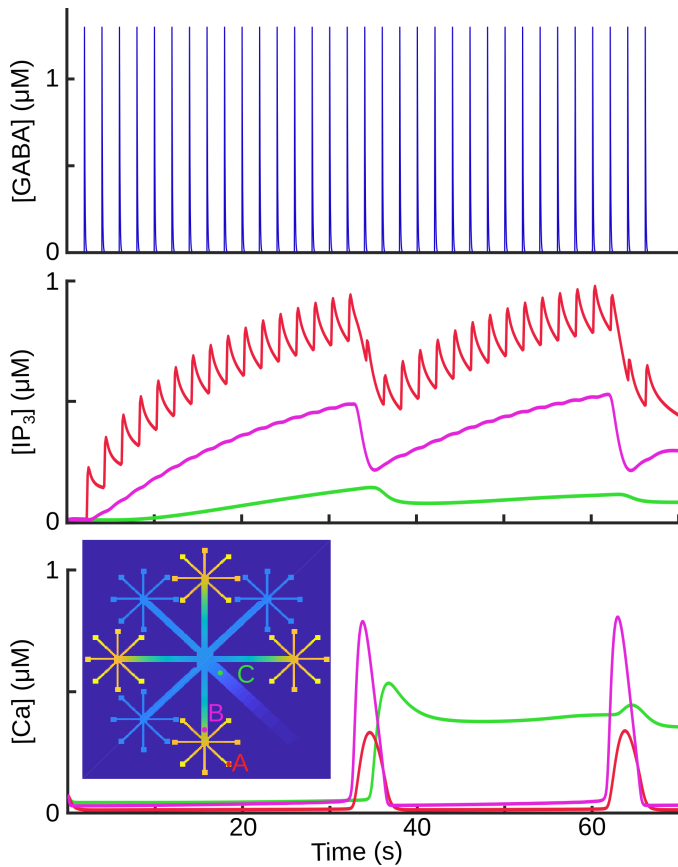 [GABA] (μM)
1
0
[IP3] (μM)
1
0
[Ca] (μM)
1
0
C
B
A
20
40
60
Time (s)